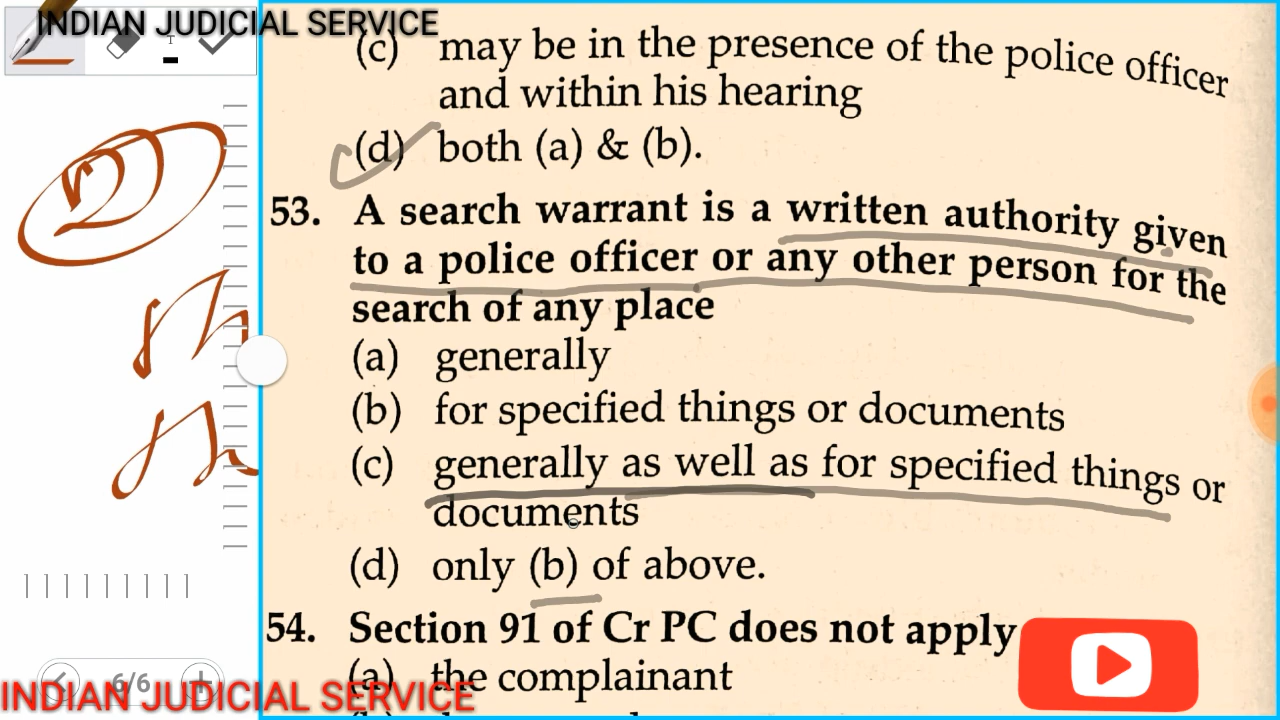 INDIAN JUDICIAL SERVICE
(c) may be in the presence of the police officer
and within his hearing
(d) both (a) & (b).
53. A search warrant is a written authority given
to a police officer or any other person for the
search of any place
(a) generally
(b) for specified things or documents
(c) generally as well as for specified things or
documents
(d) only (b) of above.
54. Section 91 of Cr PC does not apply
(a) the complainant
6/6
INDIAN JUDICIAL SERVICE